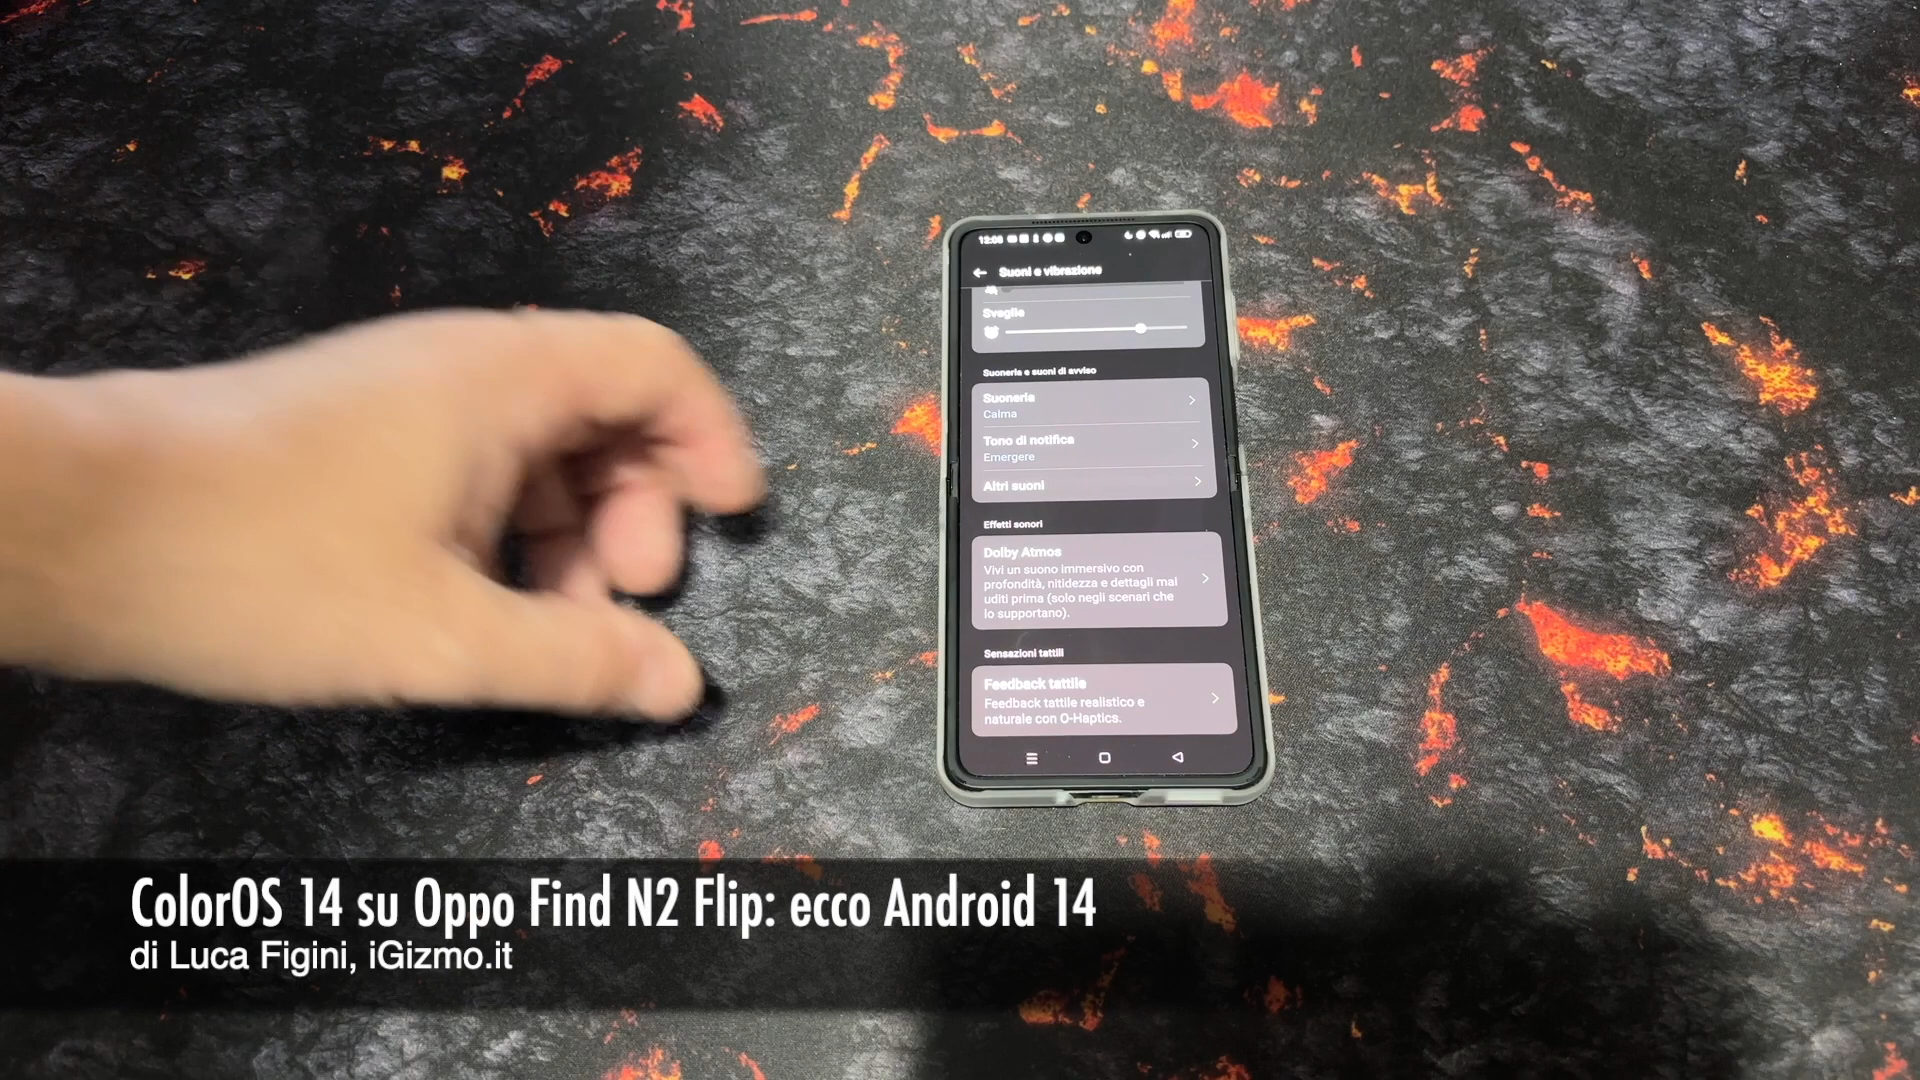 12:08
Suoni e vibrazione
Sveglie
Suoneria e suoni di avviso
Suoneria
Calma
Tono di notifica
Emergere
Altri suoni
Effetti sonori
Dolby Atmos
Vivi un suono immersivo con
profondità, nitidezza e dettagli mai
uditi prima (solo negli scenari che
lo supportano).
Sensazioni tattili
Feedback tattile
Feedback tattile realistico e
naturale con O-Haptics.
ColorOS 14 su Oppo Find N2 Flip: ecco Android 14
di Luca Figini, iGizmo.it